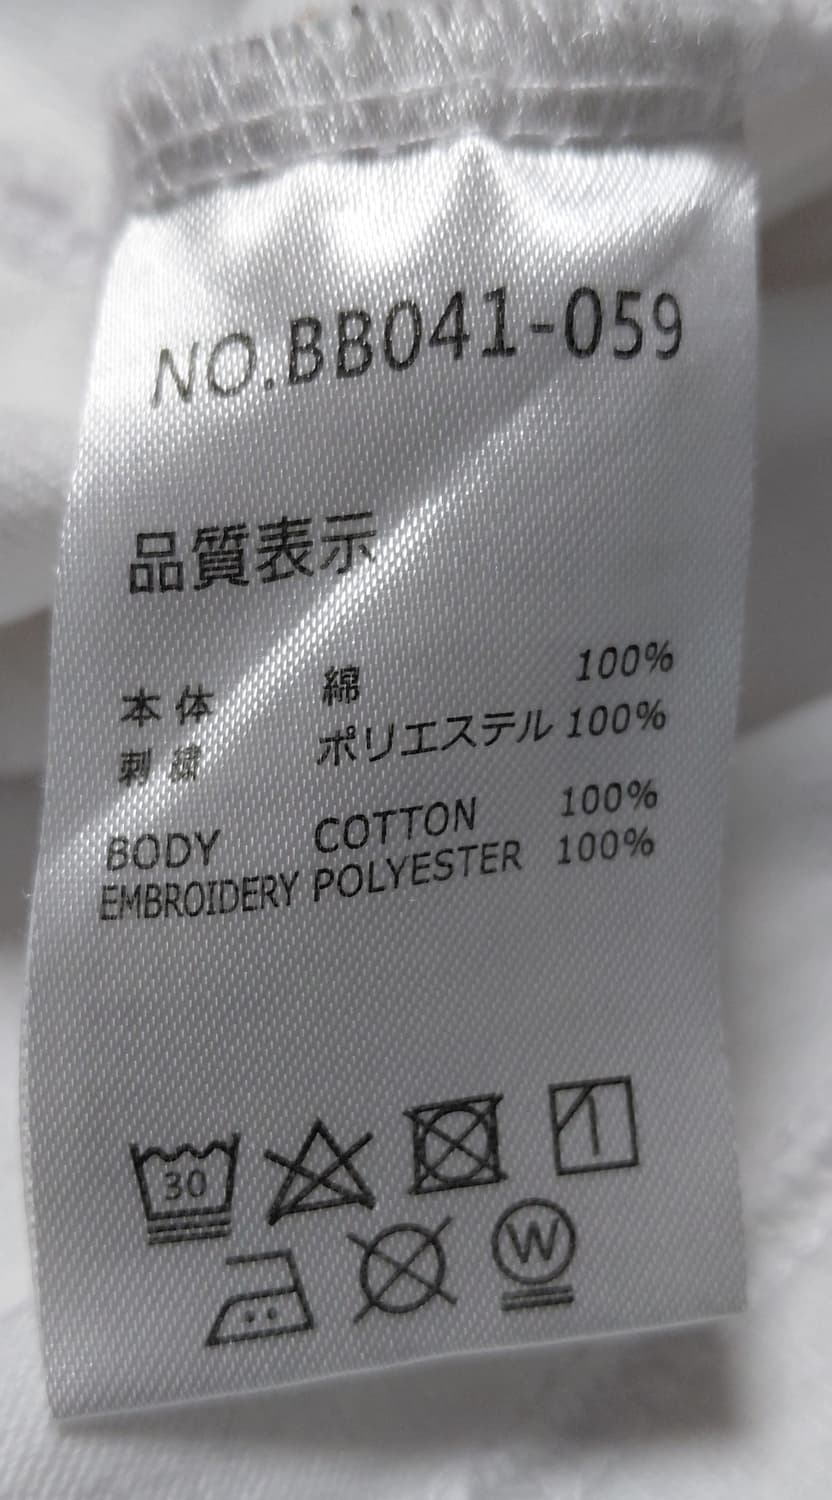 NO.BB041-059
品質表示
本体 綿 100%
刺繍 ポリエステル 100%
BODY COTTON 100%
EMBROIDERY POLYESTER 100%
30
W